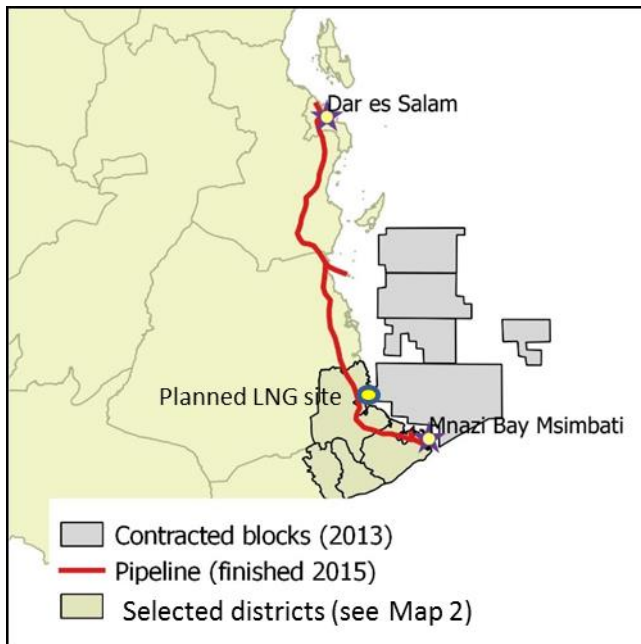 Dar es Salam
Planned LNG site
Mnazi Bay Msimbati
Contracted blocks (2013)
Pipeline (finished 2015)
Selected districts (see Map 2)